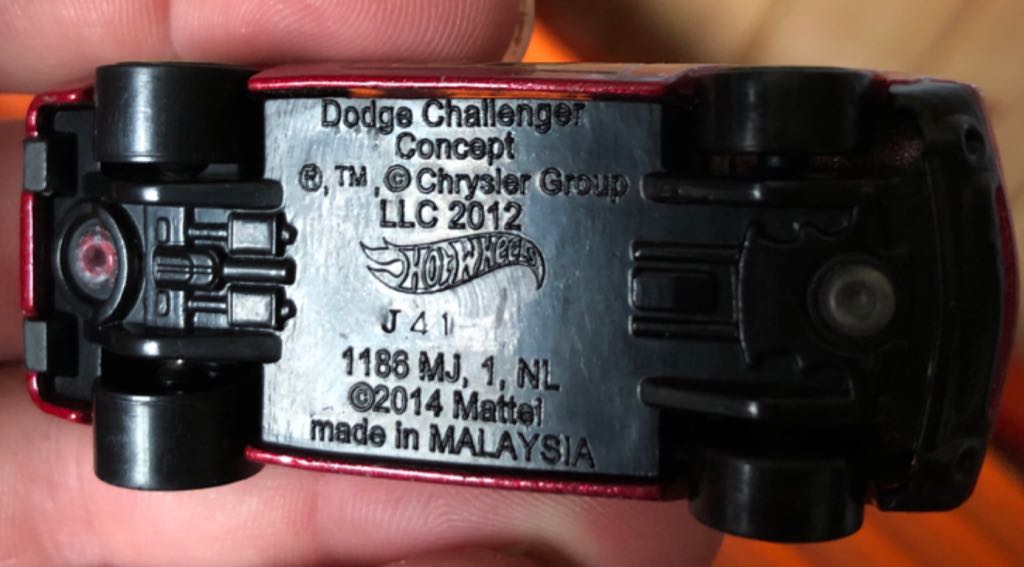 Dodge Challenger
Concept
®,™,© Chrysler Group
LLC 2012
HOT WHEELS
J 4 1
1186 MJ, 1, NL
©2014 Mattel
made in MALAYSIA